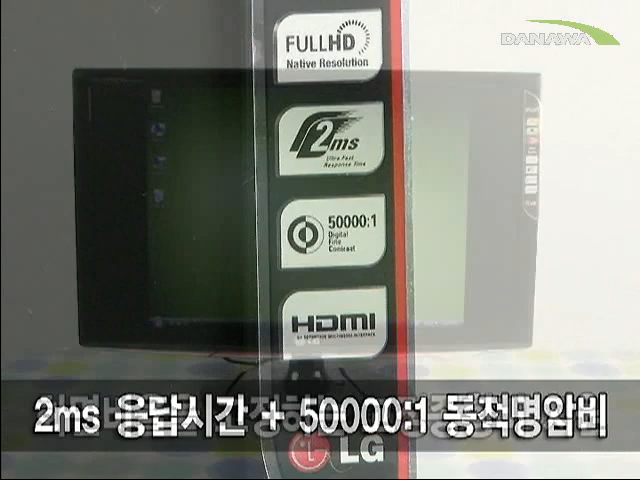 DANAWA
FULLHD
Native Resolution
2ms
Ultra Fast
Response Time
50000:1
Digital
Fine
Contrast
HDMI
2ms 응답시간 + 50000:1 동적명암비
LG